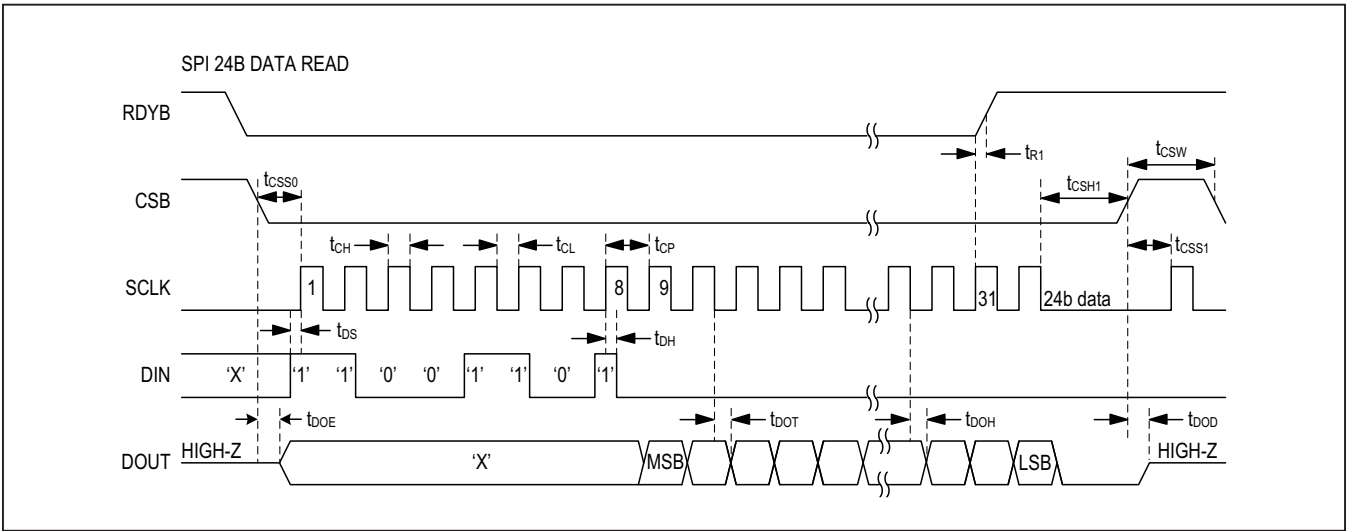 SPI 24B DATA READ
RDYB
tR1
tCSW
tCSS0
tCSH1
CSB
tCH
tCL
tCP
tCSS1
SCLK
1
8
9
31
24b data
tDS
tDH
DIN
'X'
'1'
'1'
'0'
'0'
'1'
'1'
'0'
'1'
tDOE
tDOT
tDOH
tDOD
DOUT
HIGH-Z
'X'
MSB
LSB
HIGH-Z